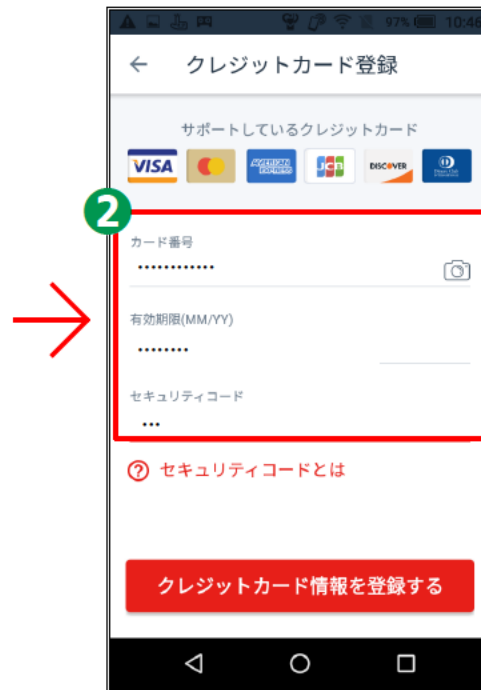 97% 10:46
クレジットカード登録
サポートしているクレジットカード
VISA AMERICAN EXPRESS JCB DISCOVER Diners Club
2
カード番号
••••••••••••
有効期限(MM/YY)
••••••••
セキュリティコード
•••
? セキュリティコードとは
クレジットカード情報を登録する